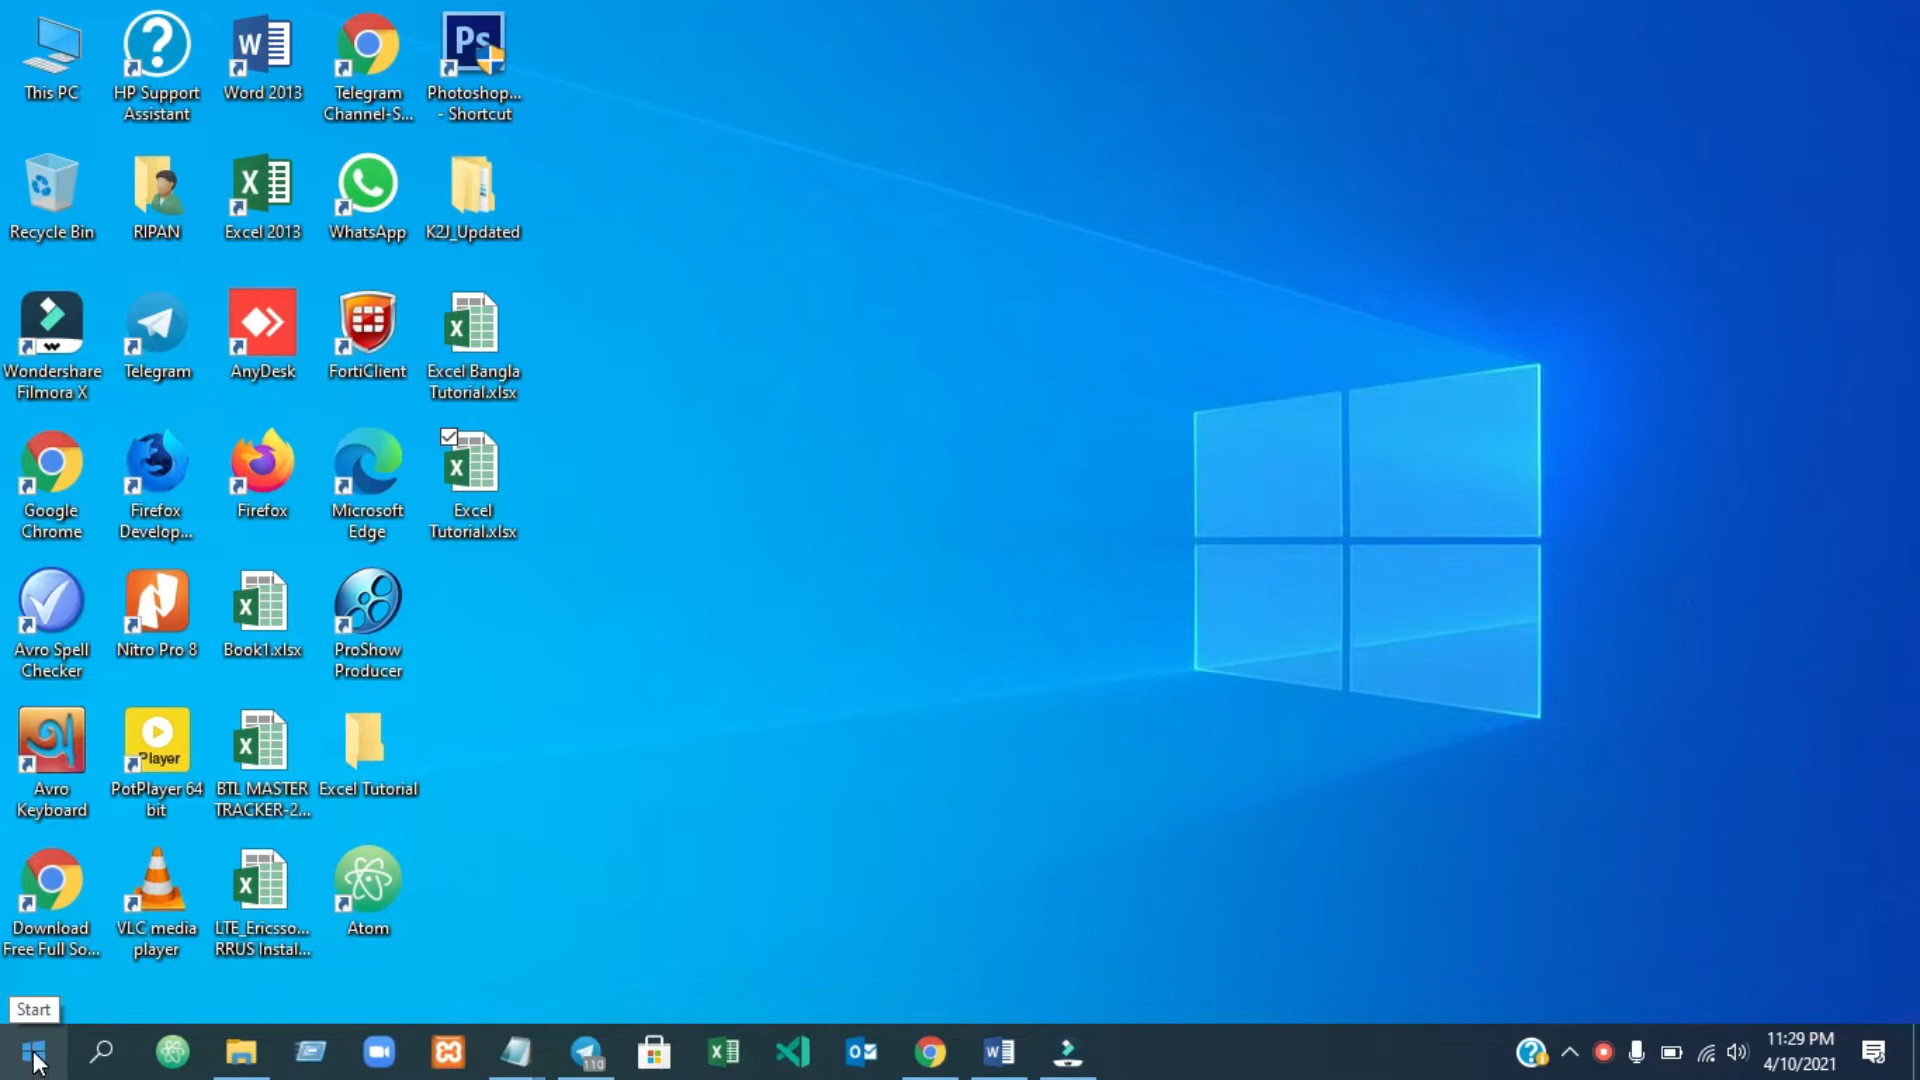 This PC
HP Support
Assistant
Word 2013
Telegram
Channel-S...
Ps
Photoshop...
- Shortcut
Recycle Bin
RIPAN
Excel 2013
WhatsApp
K2J_Updated
Wondershare
Filmora X
Telegram
AnyDesk
FortiClient
Excel Bangla
Tutorial.xlsx
Google
Chrome
Firefox
Develop...
Firefox
Microsoft
Edge
Excel
Tutorial.xlsx
Avro Spell
Checker
Nitro Pro 8
Book1.xlsx
ProShow
Producer
অ
Avro
Keyboard
Player
PotPlayer 64
bit
BTL MASTER
TRACKER-2...
Excel Tutorial
Download
Free Full So...
VLC media
player
LTE_Ericsso...
RRUS Instal...
Atom
Start
110
11:29 PM
4/10/2021